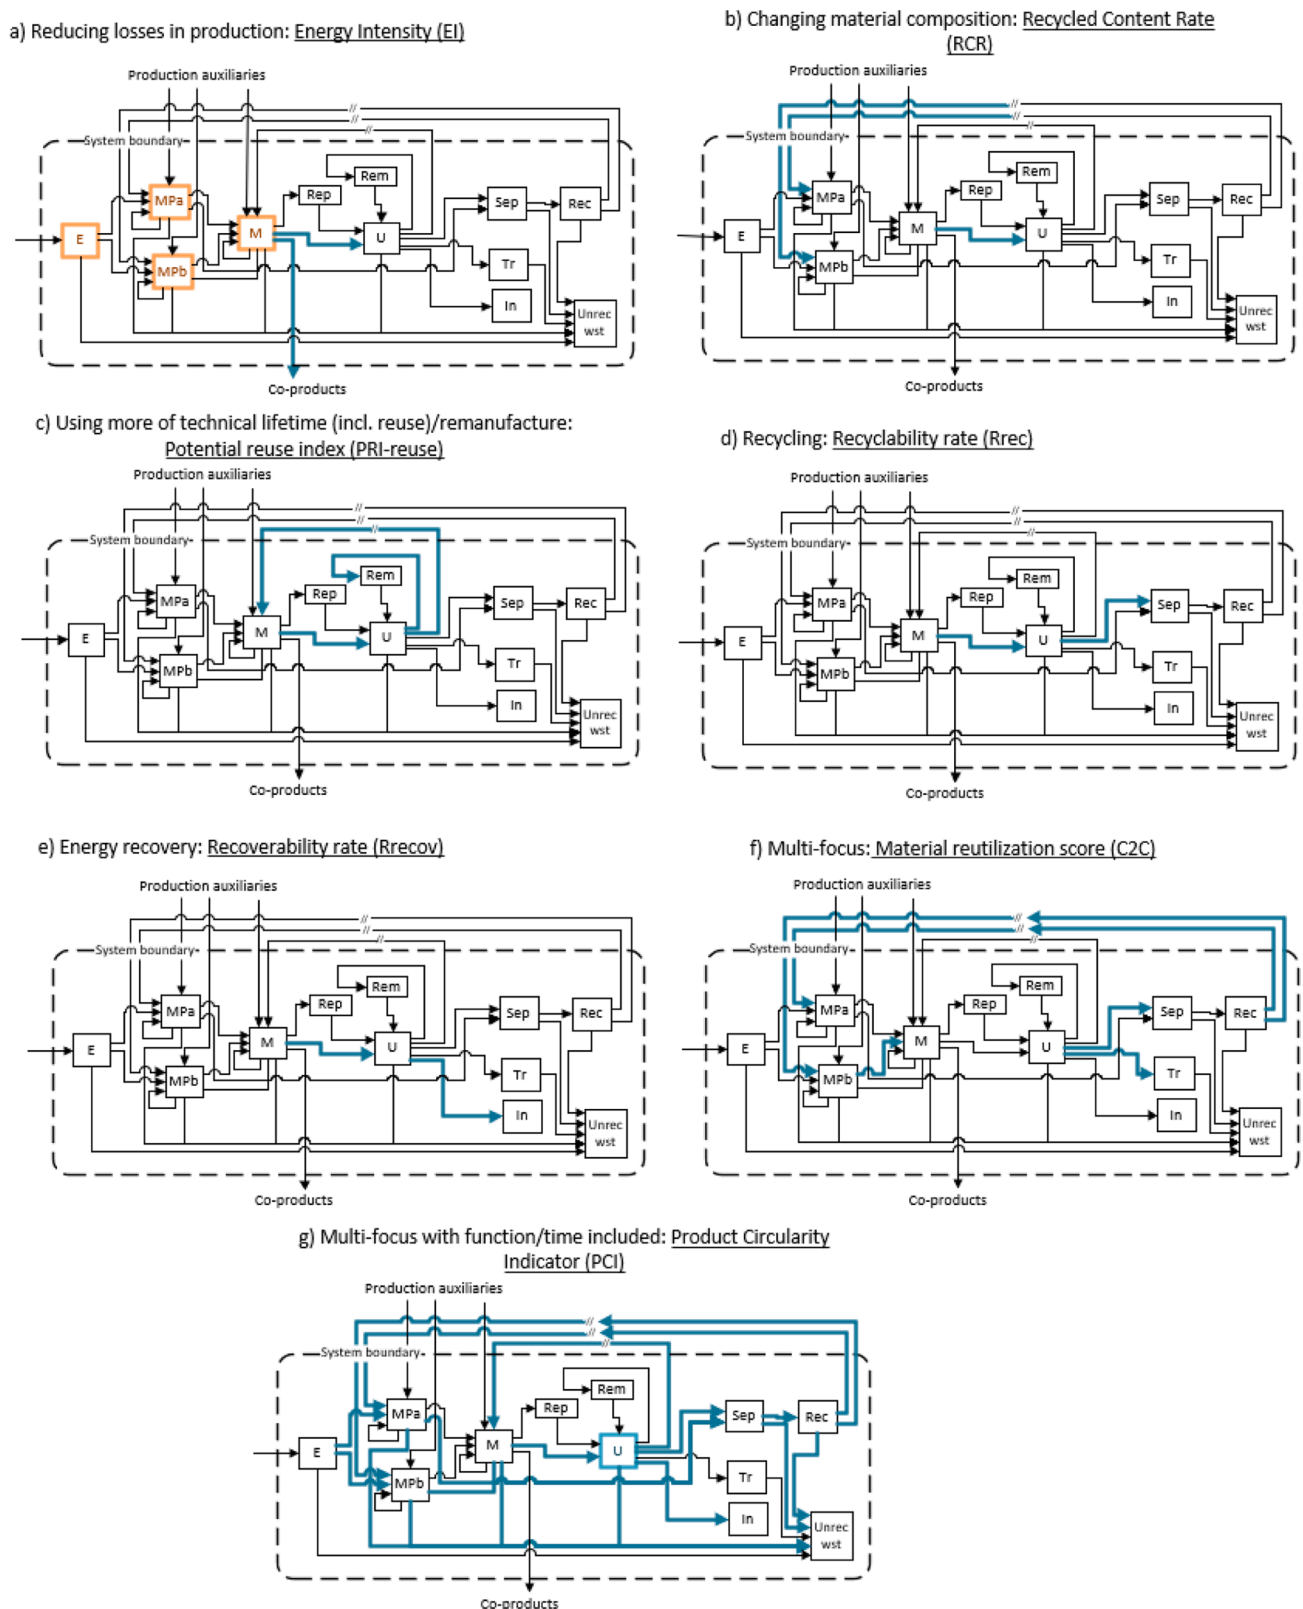 a) Reducing losses in production: Energy Intensity (EI)
Production auxiliaries
//
//
//
System boundary
MPa
Rem
Rep
Sep
Rec
E
M
U
MPb
Tr
In
Unrec
wst
Co-products
b) Changing material composition: Recycled Content Rate
(RCR)
Production auxiliaries
//
//
//
System boundary
MPa
Rem
Rep
Sep
Rec
E
M
U
MPb
Tr
In
Unrec
wst
Co-products
c) Using more of technical lifetime (incl. reuse)/remanufacture:
Potential reuse index (PRI-reuse)
Production auxiliaries
//
//
//
System boundary
MPa
Rem
Rep
Sep
Rec
E
M
U
MPb
Tr
In
Unrec
wst
Co-products
d) Recycling: Recyclability rate (Rrec)
Production auxiliaries
//
//
//
System boundary
MPa
Rem
Rep
Sep
Rec
E
M
U
MPb
Tr
In
Unrec
wst
Co-products
e) Energy recovery: Recoverability rate (Rrecov)
Production auxiliaries
//
//
//
System boundary
MPa
Rem
Rep
Sep
Rec
E
M
U
MPb
Tr
In
Unrec
wst
Co-products
f) Multi-focus: Material reutilization score (C2C)
Production auxiliaries
//
//
//
System boundary
MPa
Rem
Rep
Sep
Rec
E
M
U
MPb
Tr
In
Unrec
wst
Co-products
g) Multi-focus with function/time included: Product Circularity
Indicator (PCI)
Production auxiliaries
//
//
//
System boundary
MPa
Rem
Rep
Sep
Rec
E
M
U
MPb
Tr
In
Unrec
wst
Co-products